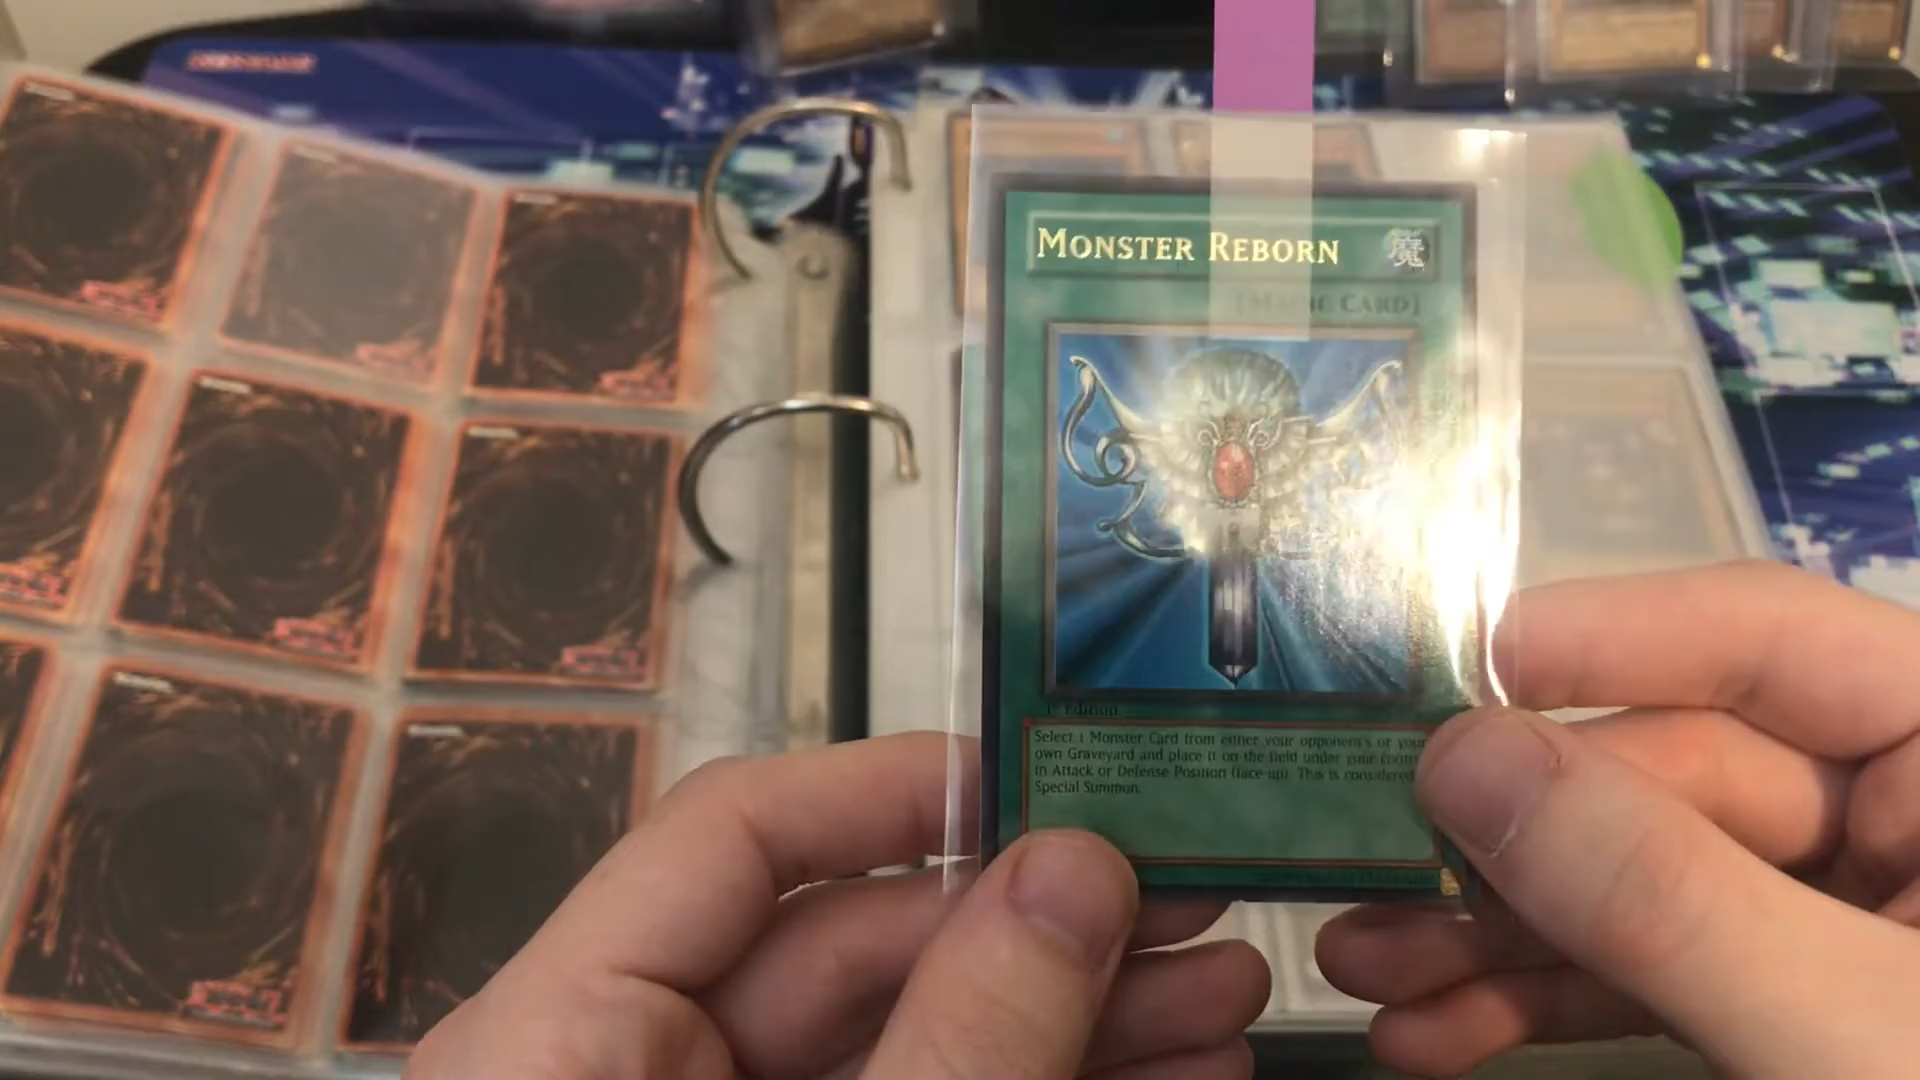 MONSTER REBORN 魔
[MAGIC CARD]
1st Edition
Select 1 Monster Card from either your opponent's or your
own Graveyard and place it on the field under your control
in Attack or Defense Position (face-up). This is considered
Special Summon.